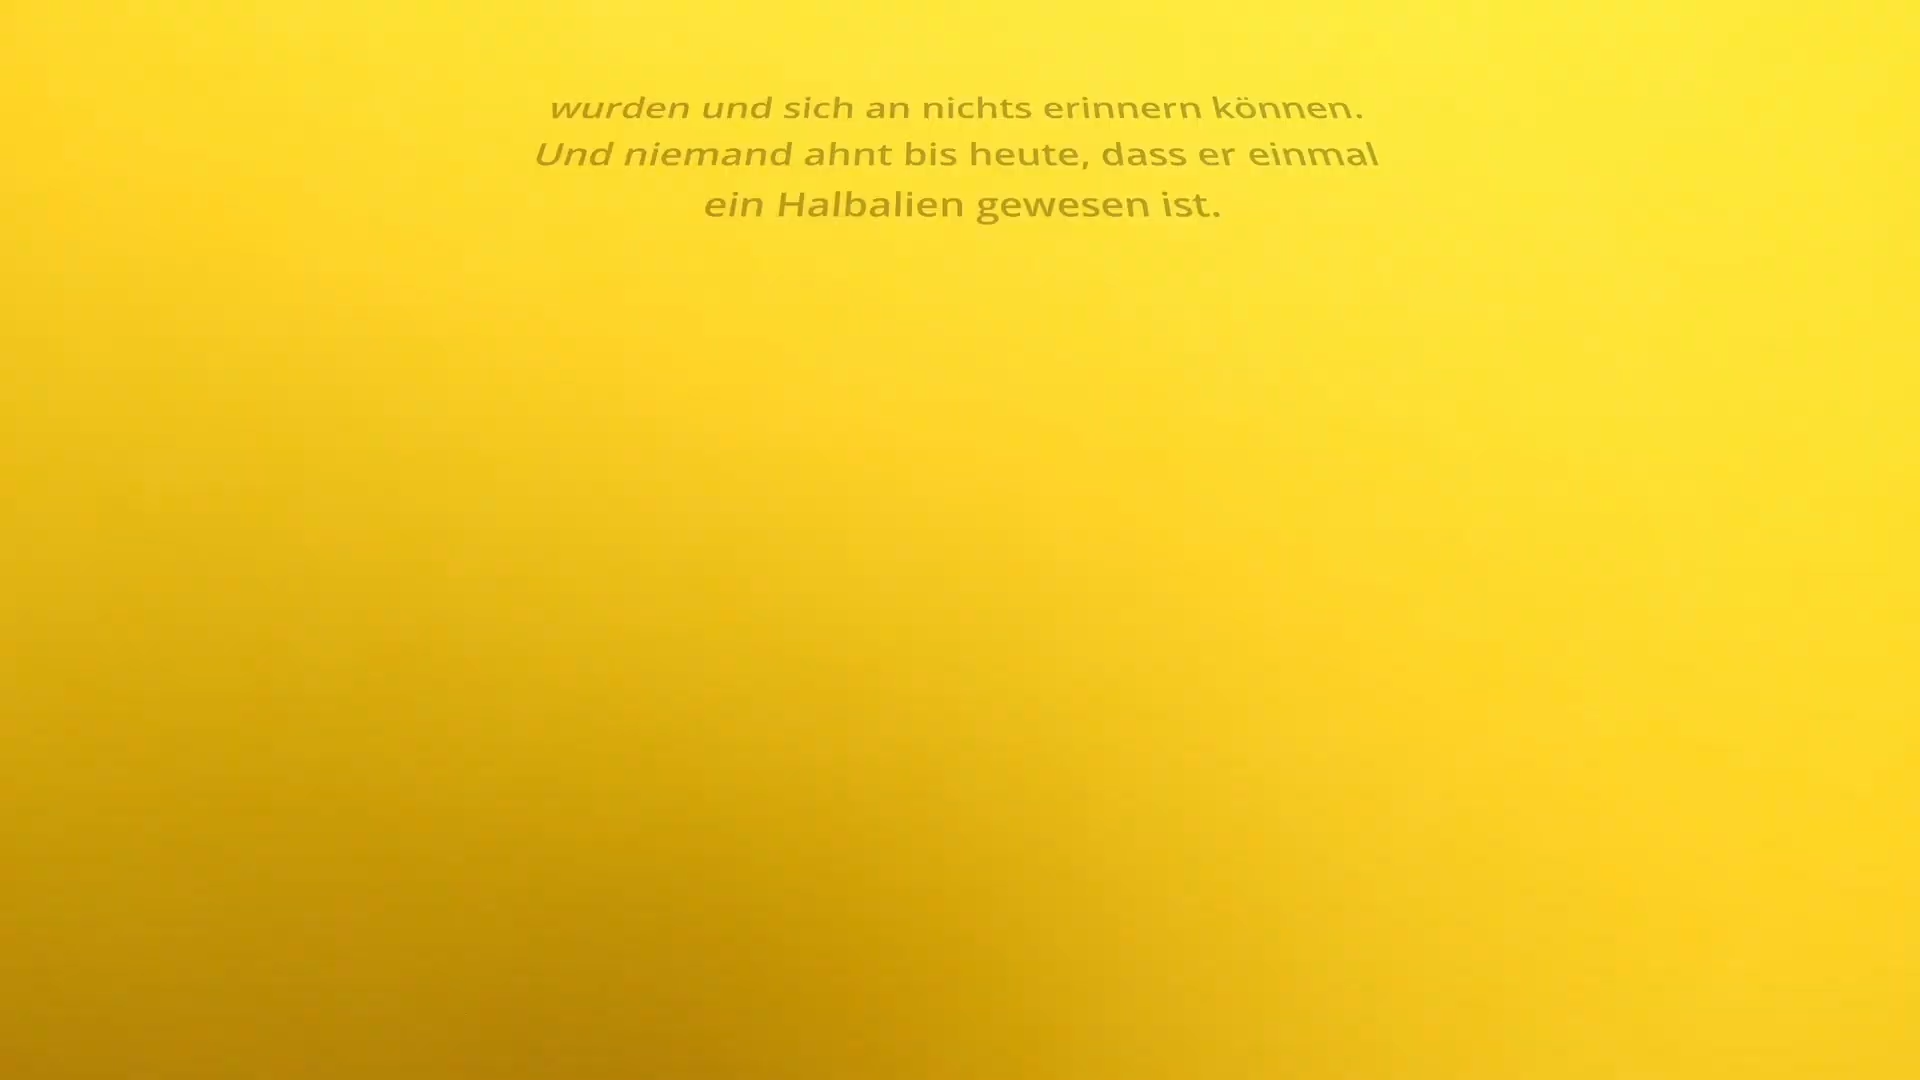 wurden und sich an nichts erinnern können.
Und niemand ahnt bis heute, dass er einmal
ein Halbalien gewesen ist.